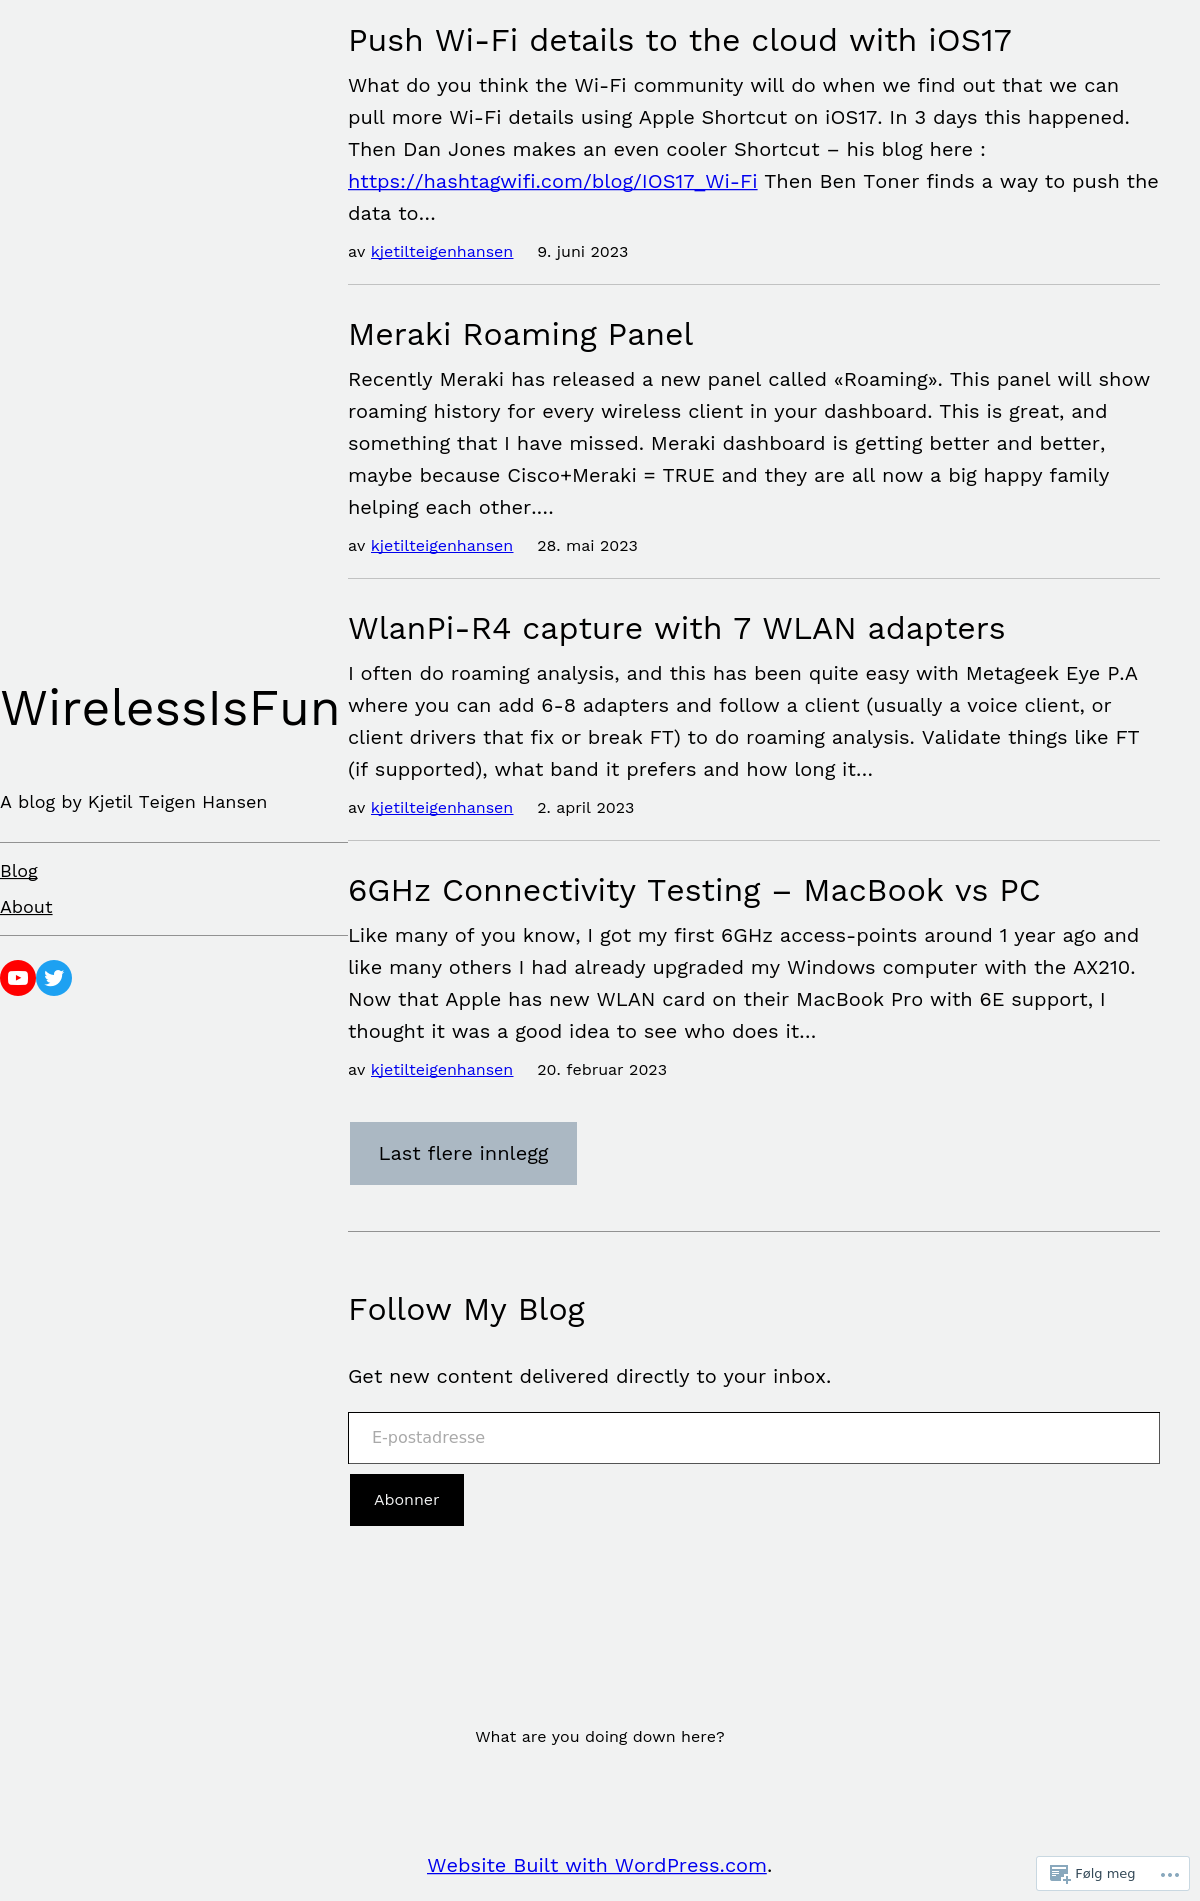 WirelessIsFun
A blog by Kjetil Teigen Hansen
Blog
About
Push Wi-Fi details to the cloud with iOS17
What do you think the Wi-Fi community will do when we find out that we can
pull more Wi-Fi details using Apple Shortcut on iOS17. In 3 days this happened.
Then Dan Jones makes an even cooler Shortcut – his blog here :
https://hashtagwifi.com/blog/IOS17_Wi-Fi Then Ben Toner finds a way to push the
data to…
av kjetilteigenhansen 9. juni 2023
Meraki Roaming Panel
Recently Meraki has released a new panel called «Roaming». This panel will show
roaming history for every wireless client in your dashboard. This is great, and
something that I have missed. Meraki dashboard is getting better and better,
maybe because Cisco+Meraki = TRUE and they are all now a big happy family
helping each other.…
av kjetilteigenhansen 28. mai 2023
WlanPi-R4 capture with 7 WLAN adapters
I often do roaming analysis, and this has been quite easy with Metageek Eye P.A
where you can add 6-8 adapters and follow a client (usually a voice client, or
client drivers that fix or break FT) to do roaming analysis. Validate things like FT
(if supported), what band it prefers and how long it…
av kjetilteigenhansen 2. april 2023
6GHz Connectivity Testing – MacBook vs PC
Like many of you know, I got my first 6GHz access-points around 1 year ago and
like many others I had already upgraded my Windows computer with the AX210.
Now that Apple has new WLAN card on their MacBook Pro with 6E support, I
thought it was a good idea to see who does it…
av kjetilteigenhansen 20. februar 2023
Last flere innlegg
Follow My Blog
Get new content delivered directly to your inbox.
E-postadresse
Abonner
What are you doing down here?
Website Built with WordPress.com.
Følg meg